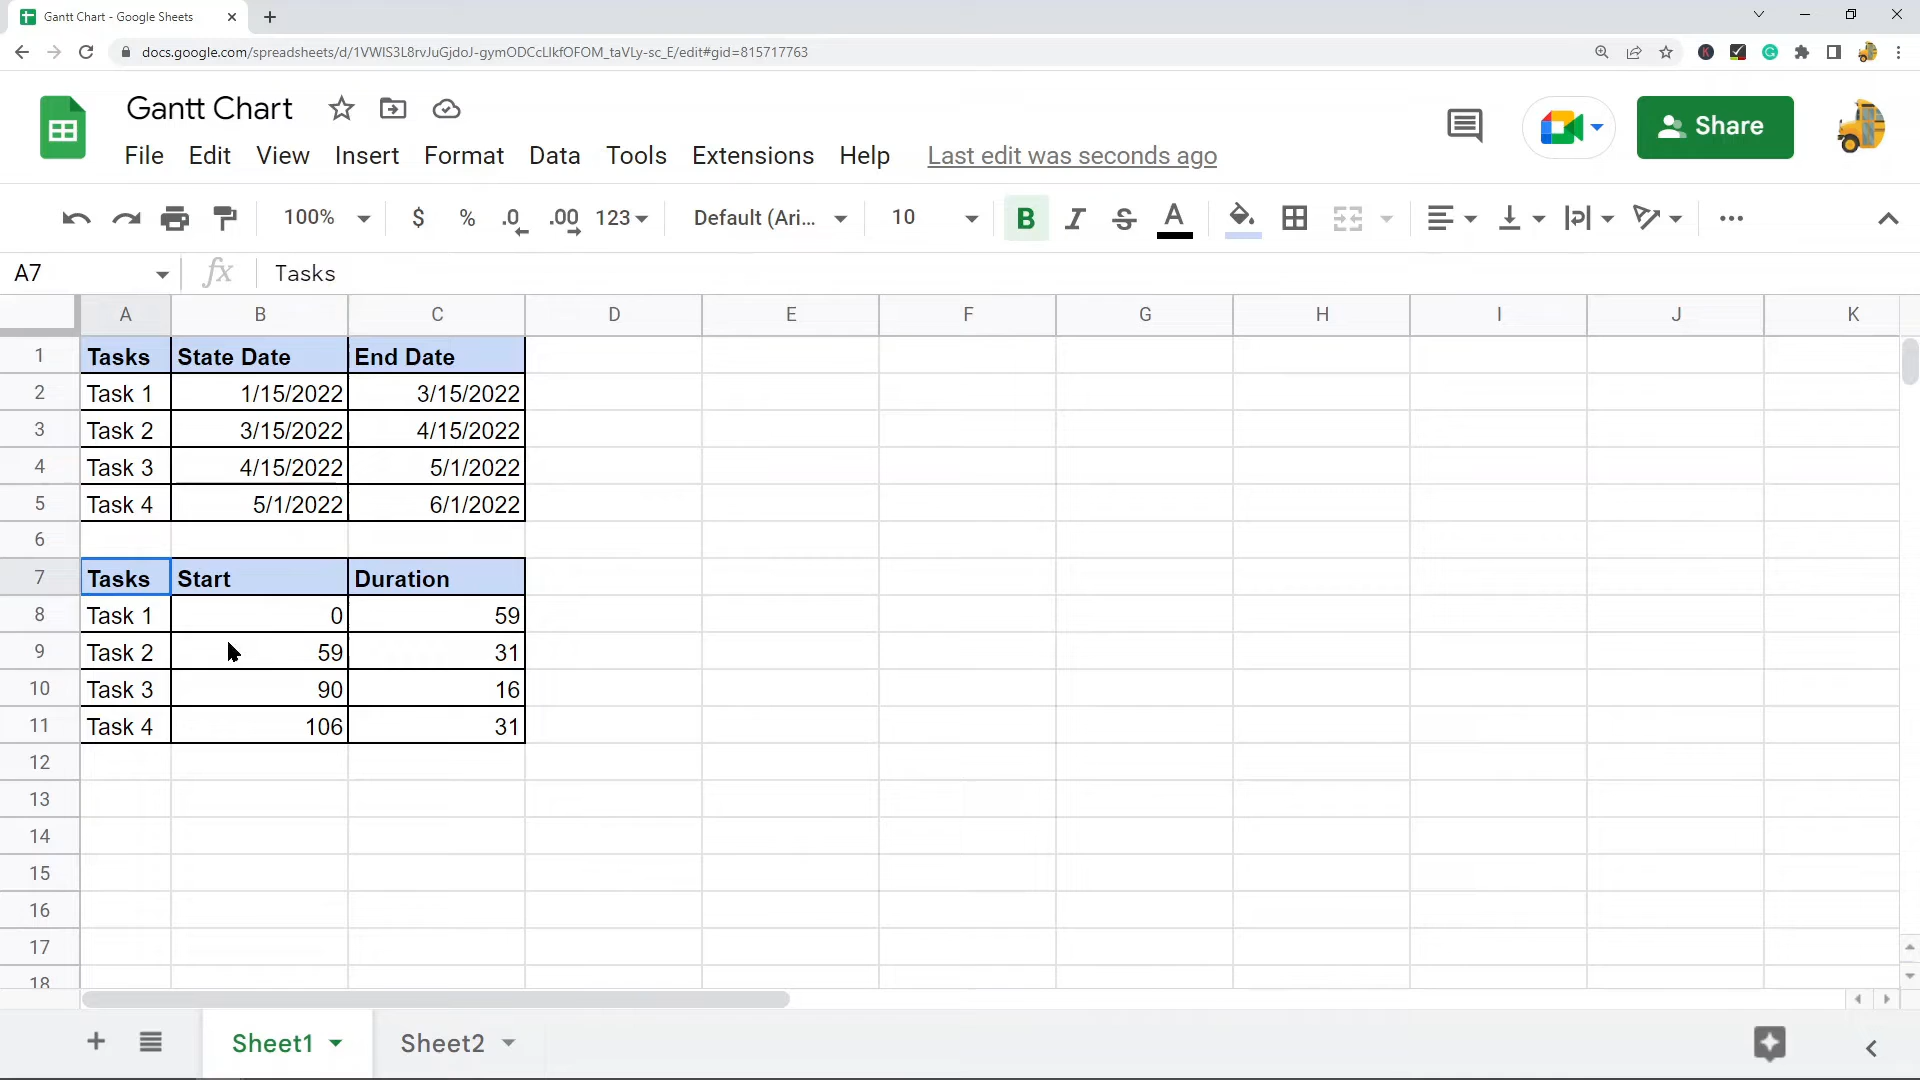 Gantt Chart - Google Sheets
docs.google.com/spreadsheets/d/1VWIS3L8rvJuGjdoJ-gymODCcLIkfOFOM_taVLy-sc_E/edit#gid=815717763
Gantt Chart
File Edit View Insert Format Data Tools Extensions Help Last edit was seconds ago
Share
100% $ % .0 .00 123 Default (Ari... 10 B I S A
A7 fx Tasks
A B C D E F G H I J K
1 Tasks State Date End Date
2 Task 1 1/15/2022 3/15/2022
3 Task 2 3/15/2022 4/15/2022
4 Task 3 4/15/2022 5/1/2022
5 Task 4 5/1/2022 6/1/2022
6
7 Tasks Start Duration
8 Task 1 0 59
9 Task 2 59 31
10 Task 3 90 16
11 Task 4 106 31
12
13
14
15
16
17
18
Sheet1 Sheet2